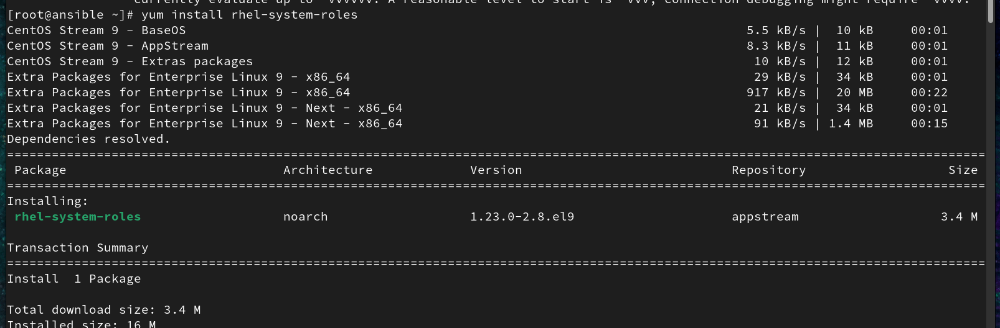 currently evaluate up to `vvvvvv`. A reasonable level to start is `vvv`, connection debugging might require `vvvv`.
[root@ansible ~]# yum install rhel-system-roles
CentOS Stream 9 - BaseOS 5.5 kB/s | 10 kB 00:01
CentOS Stream 9 - AppStream 8.3 kB/s | 11 kB 00:01
CentOS Stream 9 - Extras packages 10 kB/s | 12 kB 00:01
Extra Packages for Enterprise Linux 9 - x86_64 29 kB/s | 34 kB 00:01
Extra Packages for Enterprise Linux 9 - x86_64 917 kB/s | 20 MB 00:22
Extra Packages for Enterprise Linux 9 - Next - x86_64 21 kB/s | 34 kB 00:01
Extra Packages for Enterprise Linux 9 - Next - x86_64 91 kB/s | 1.4 MB 00:15
Dependencies resolved.
Package Architecture Version Repository Size
Installing:
rhel-system-roles noarch 1.23.0-2.8.el9 appstream 3.4 M
Transaction Summary
Install 1 Package
Total download size: 3.4 M
Installed size: 16 M